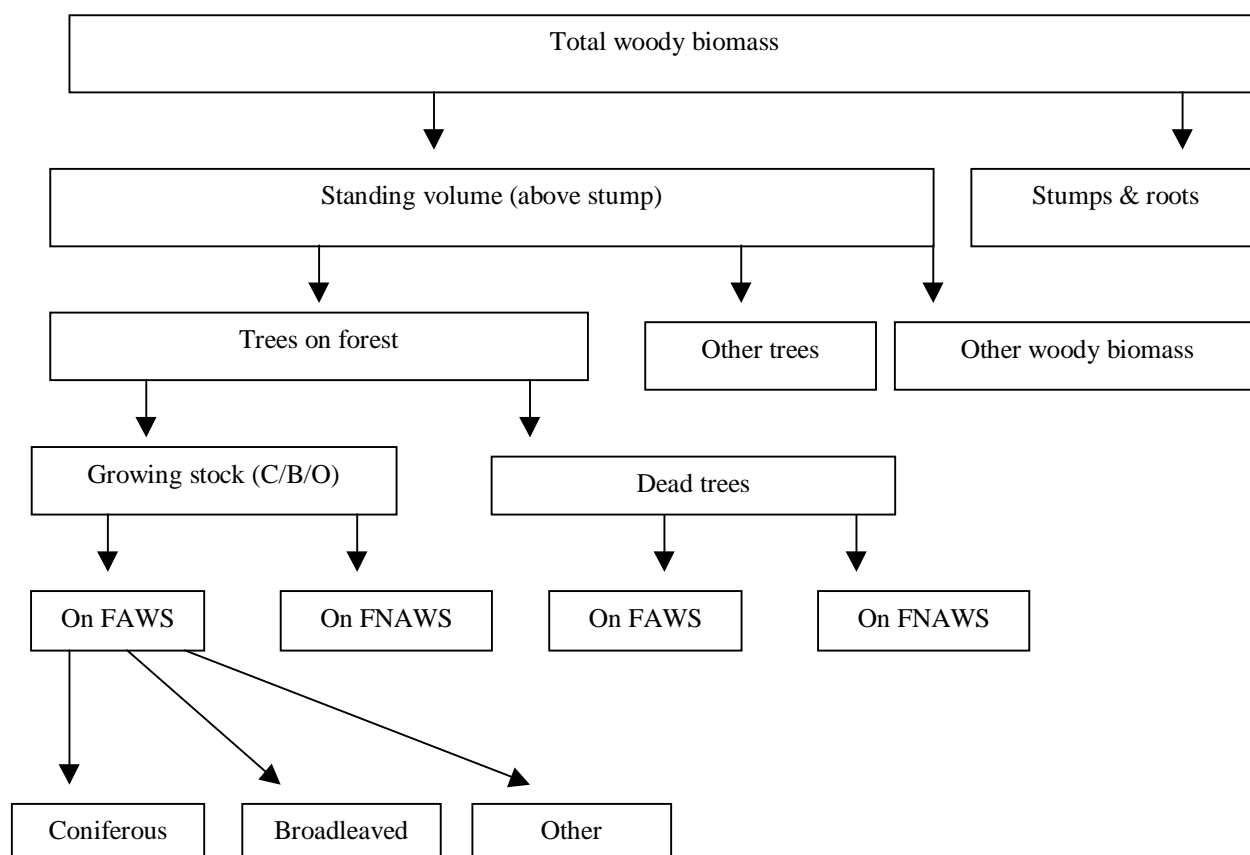 Total woody biomass
Standing volume (above stump)
Stumps & roots
Trees on forest
Other trees
Other woody biomass
Growing stock (C/B/O)
Dead trees
On FAWS
On FNAWS
On FAWS
On FNAWS
Coniferous
Broadleaved
Other